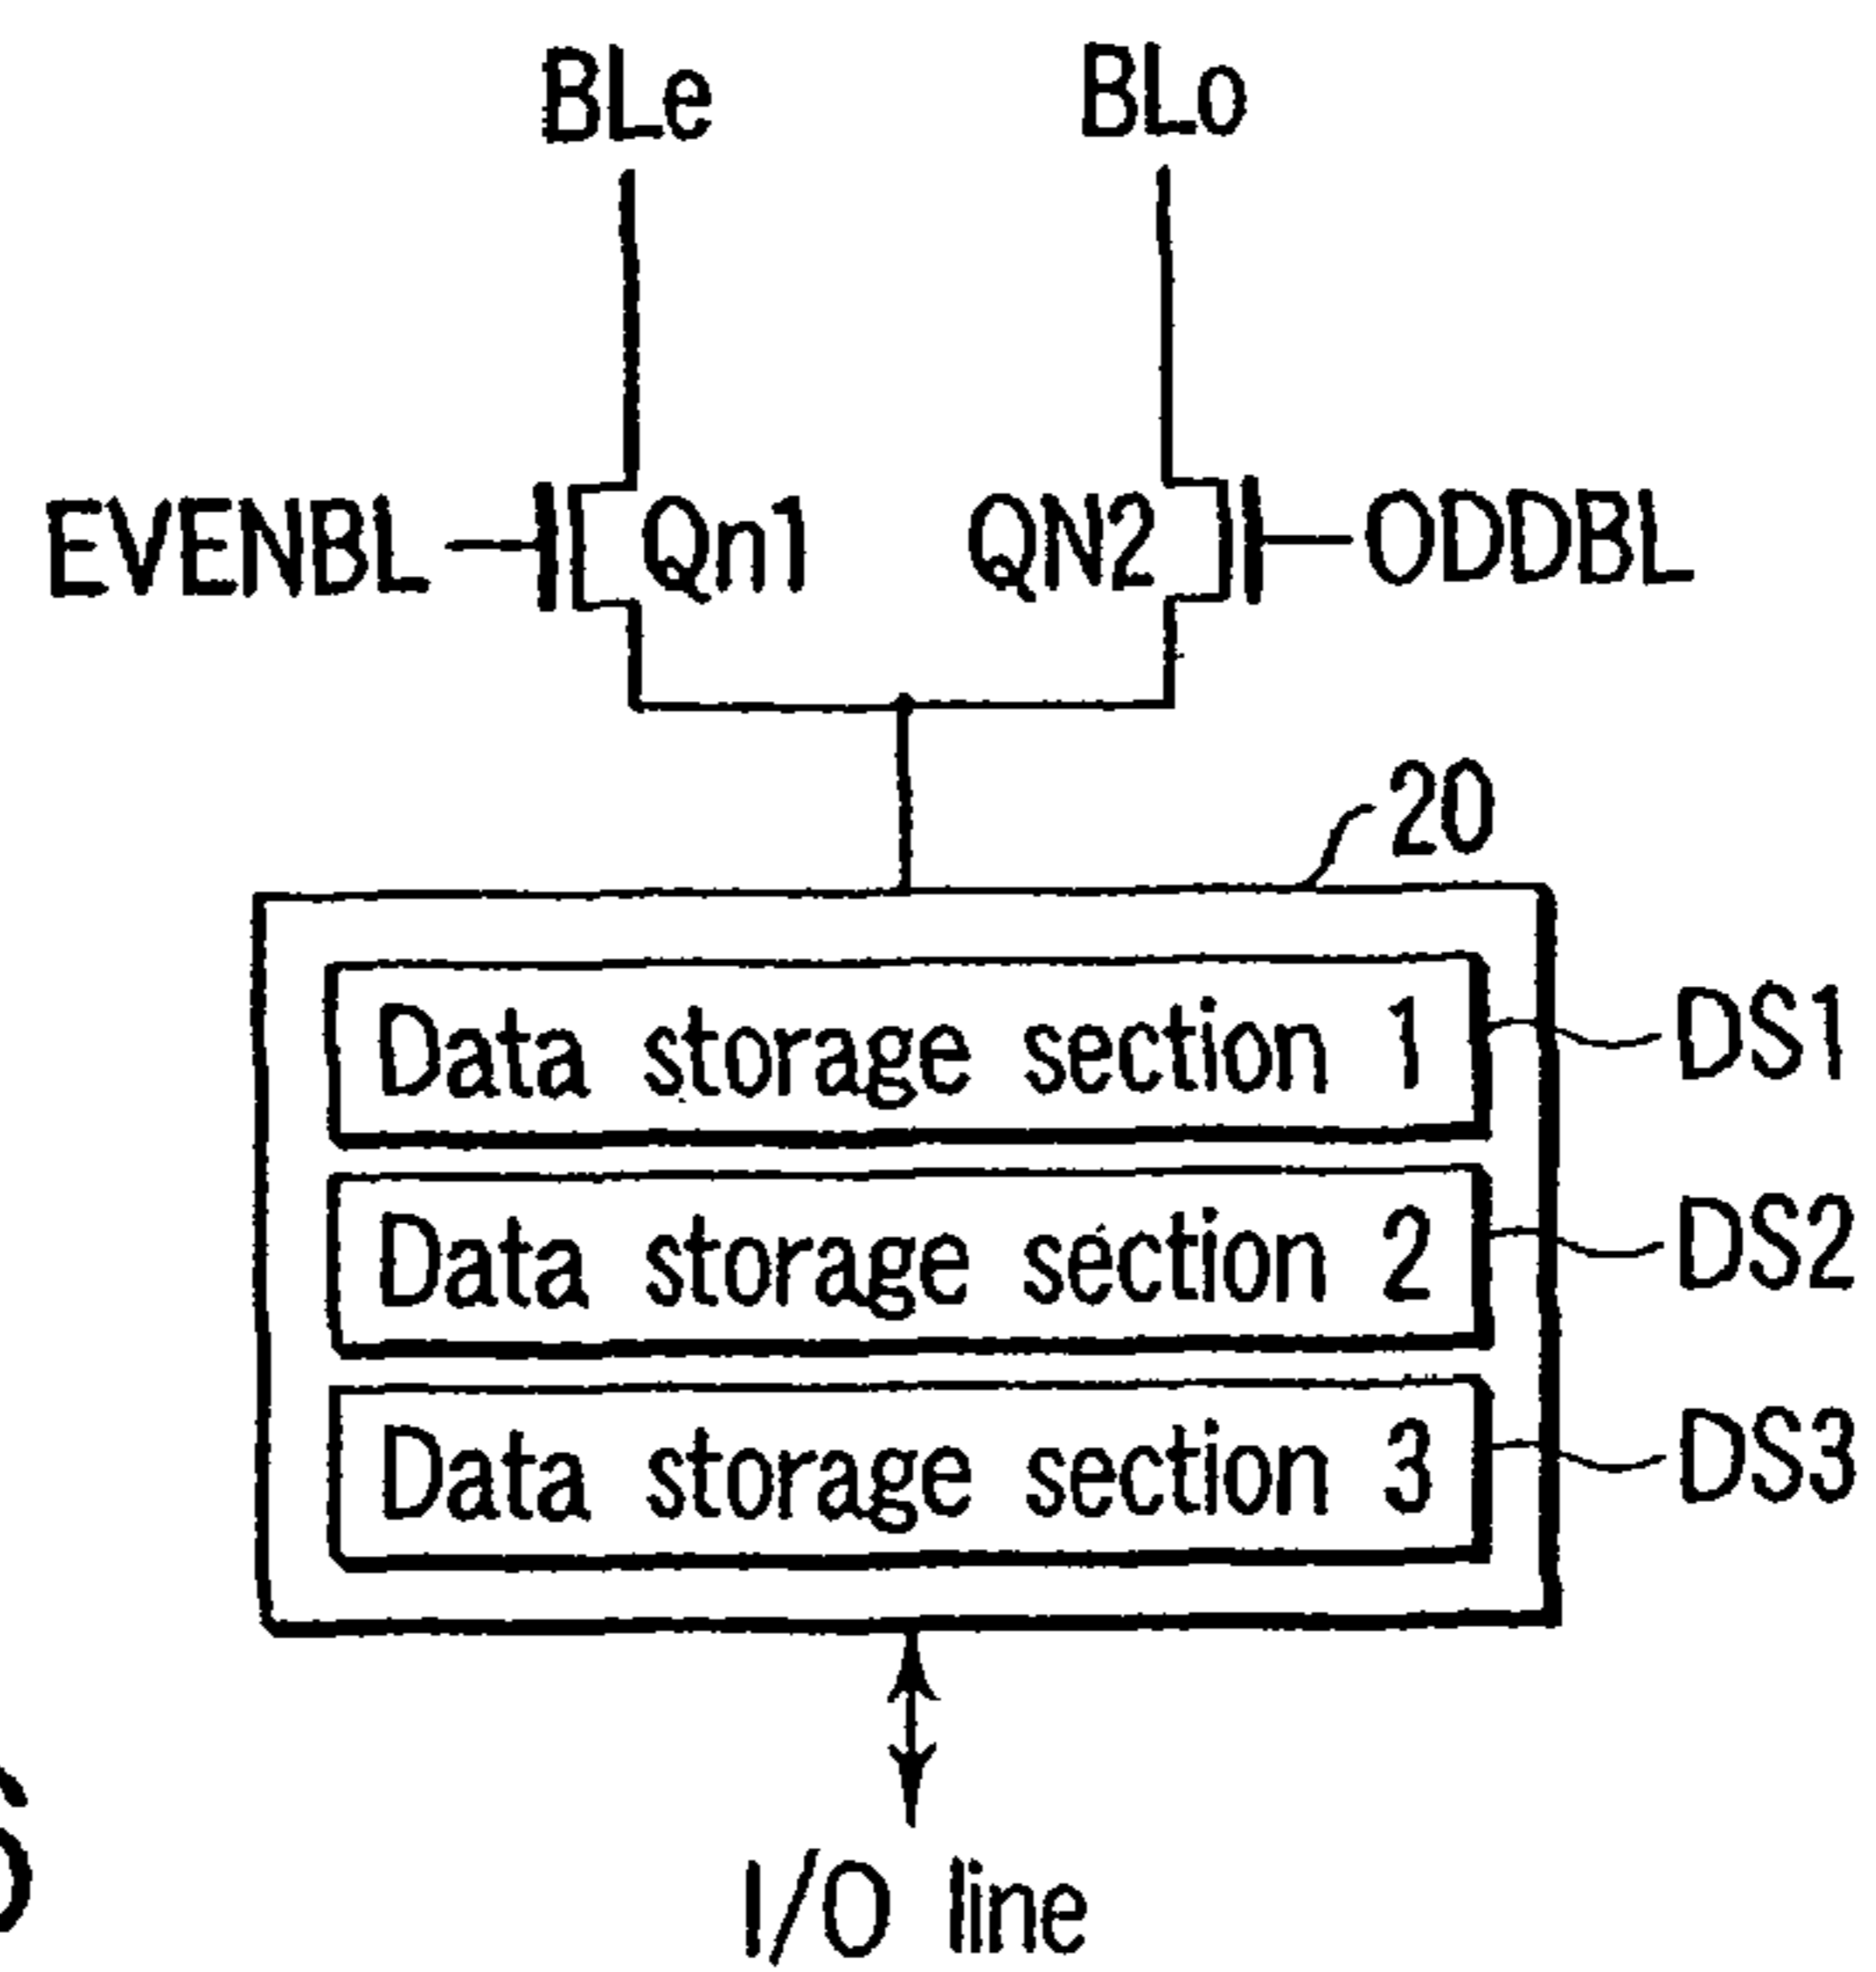 BLe BLo
EVENBL Qn1 QN2 ODDBL
20
Data storage section 1 DS1
Data storage section 2 DS2
Data storage section 3 DS3
I/O line